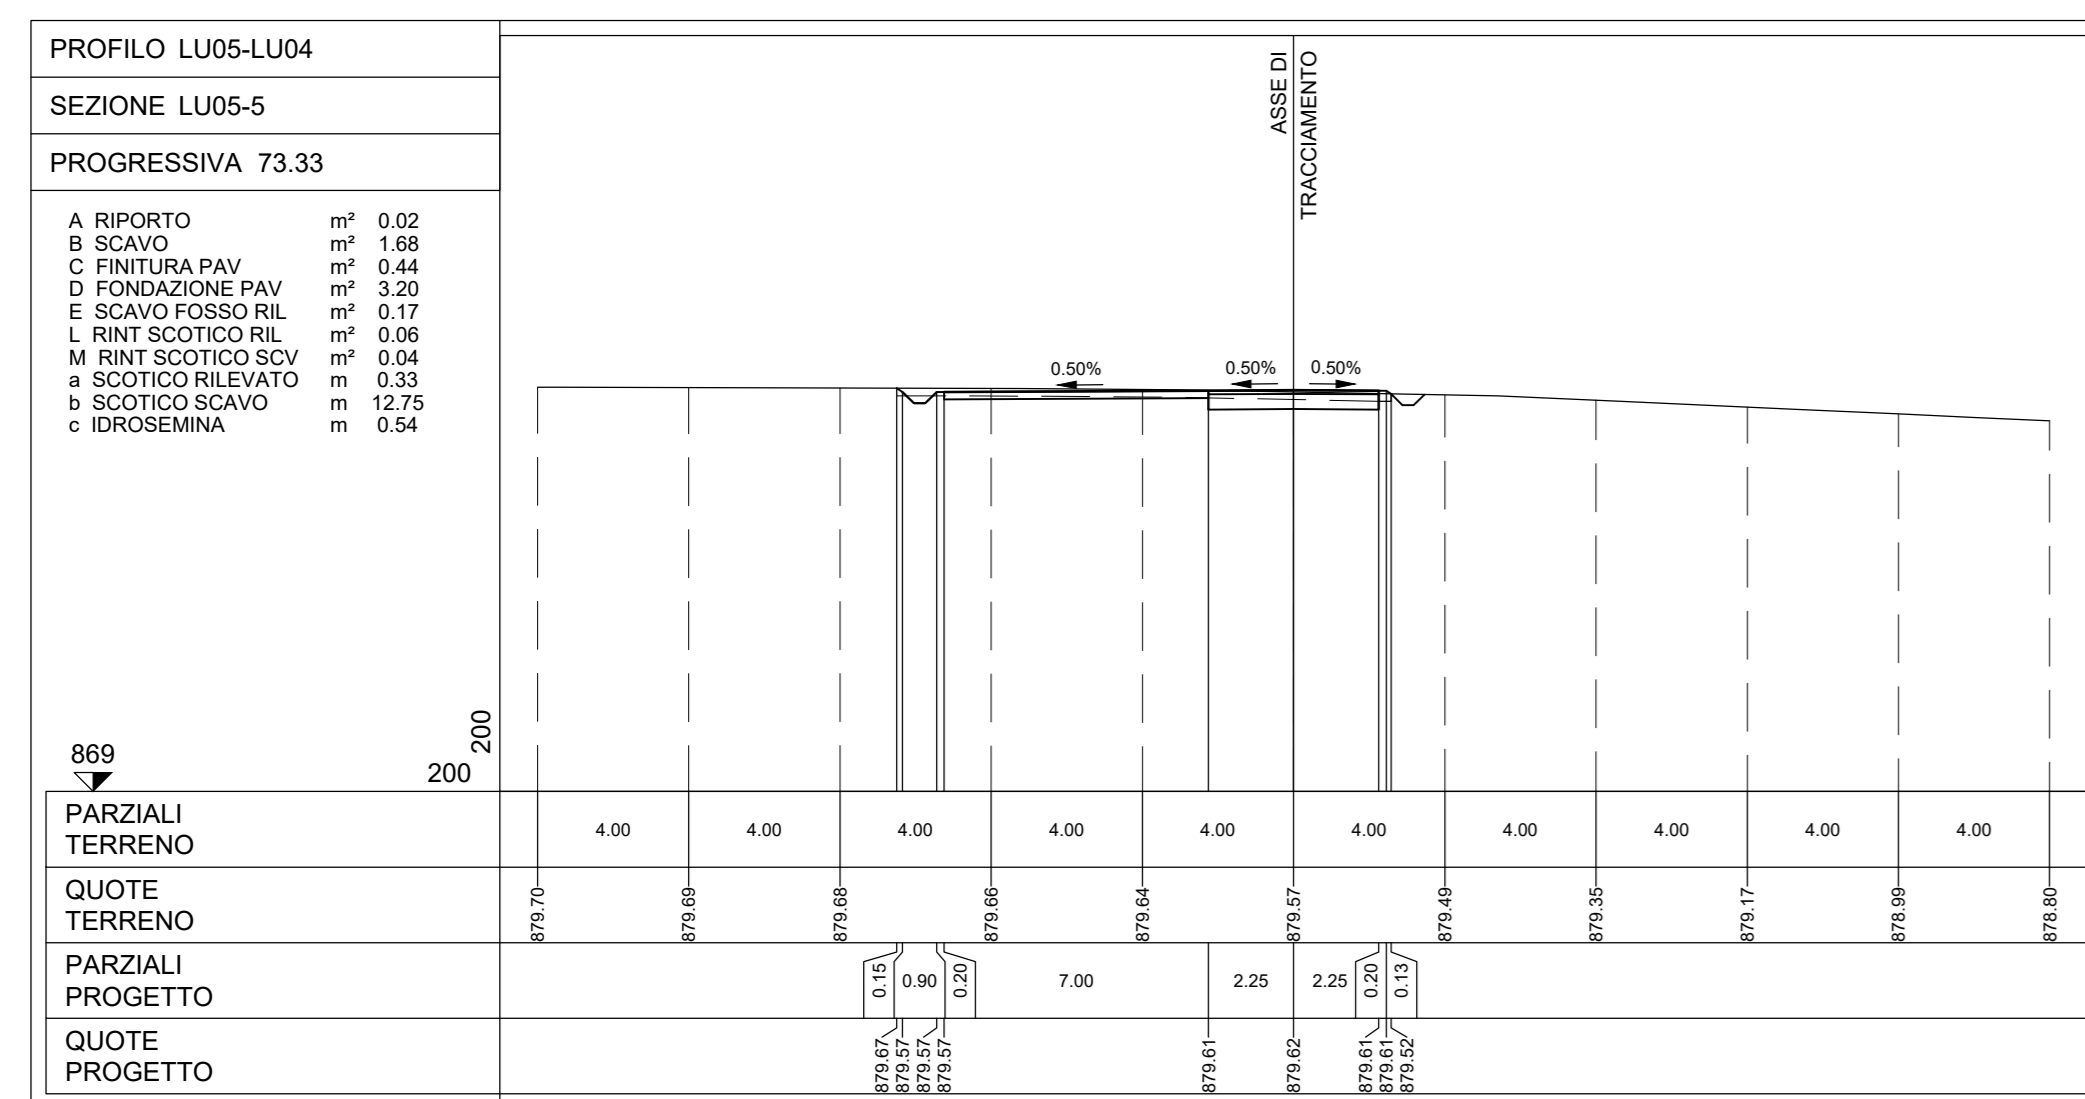 PROFILO LU05-LU04
SEZIONE LU05-5
PROGRESSIVA 73.33
A RIPORTO m² 0.02
B SCAVO m² 1.68
C FINITURA PAV m² 0.44
D FONDAZIONE PAV m² 3.20
E SCAVO FOSSO RIL m² 0.17
L RINT SCOTICO RIL m² 0.06
M RINT SCOTICO SCV m² 0.04
a SCOTICO RILEVATO m 0.33
b SCOTICO SCAVO m 12.75
c IDROSEMINA m 0.54
ASSE DI
TRACCIAMENTO
0.50% 0.50% 0.50%
869
200
200
PARZIALI
TERRENO
4.00 4.00 4.00 4.00 4.00 4.00 4.00 4.00 4.00 4.00
QUOTE
TERRENO
879.70 879.69 879.68 879.66 879.64 879.57 879.49 879.35 879.17 878.99 878.80
PARZIALI
PROGETTO
0.15 0.90 0.20 7.00 2.25 2.25 0.20 0.13
QUOTE
PROGETTO
879.67 879.57 879.57 879.57 879.61 879.62 879.61 879.61 879.52